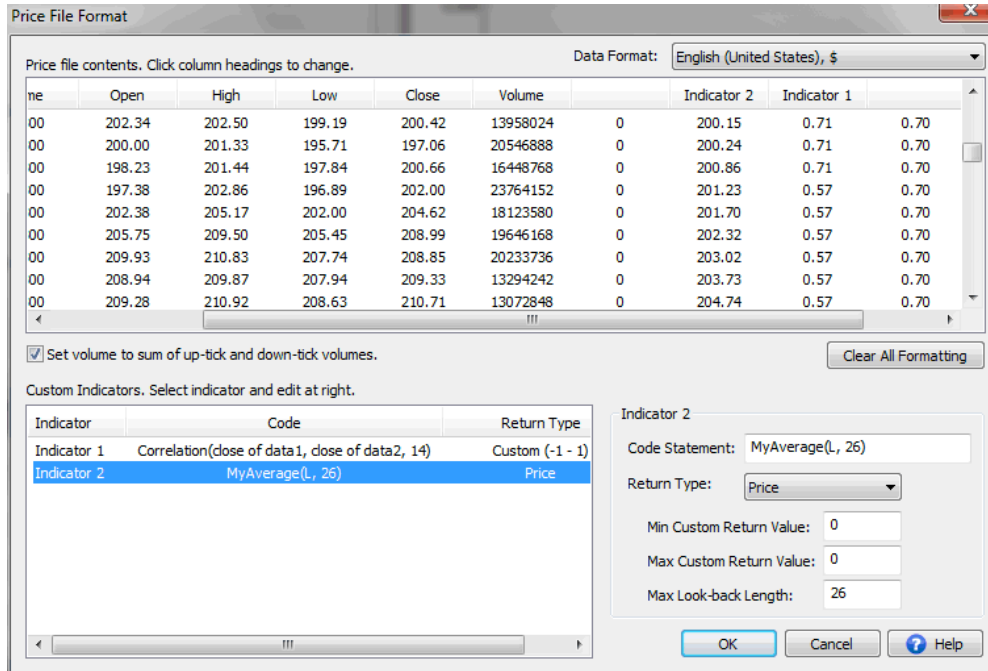 Price File Format
Price file contents. Click column headings to change. Data Format: English (United States), $
me Open High Low Close Volume Indicator 2 Indicator 1
00 202.34 202.50 199.19 200.42 13958024 0 200.15 0.71 0.70
00 200.00 201.33 195.71 197.06 20546888 0 200.24 0.71 0.70
00 198.23 201.44 197.84 200.66 16448768 0 200.86 0.71 0.70
00 197.38 202.86 196.89 202.00 23764152 0 201.23 0.57 0.70
00 202.38 205.17 202.00 204.62 18123580 0 201.70 0.57 0.70
00 205.75 209.50 205.45 208.99 19646168 0 202.32 0.57 0.70
00 209.93 210.83 207.74 208.85 20233736 0 203.02 0.57 0.70
00 208.94 209.87 207.94 209.33 13294242 0 203.73 0.57 0.70
00 209.28 210.92 208.63 210.71 13072848 0 204.74 0.57 0.70
Set volume to sum of up-tick and down-tick volumes. Clear All Formatting
Custom Indicators. Select indicator and edit at right.
Indicator Code Return Type
Indicator 1 Correlation(close of data1, close of data2, 14) Custom (-1 - 1)
Indicator 2 MyAverage(L, 26) Price
Indicator 2
Code Statement: MyAverage(L, 26)
Return Type: Price
Min Custom Return Value: 0
Max Custom Return Value: 0
Max Look-back Length: 26
OK Cancel Help